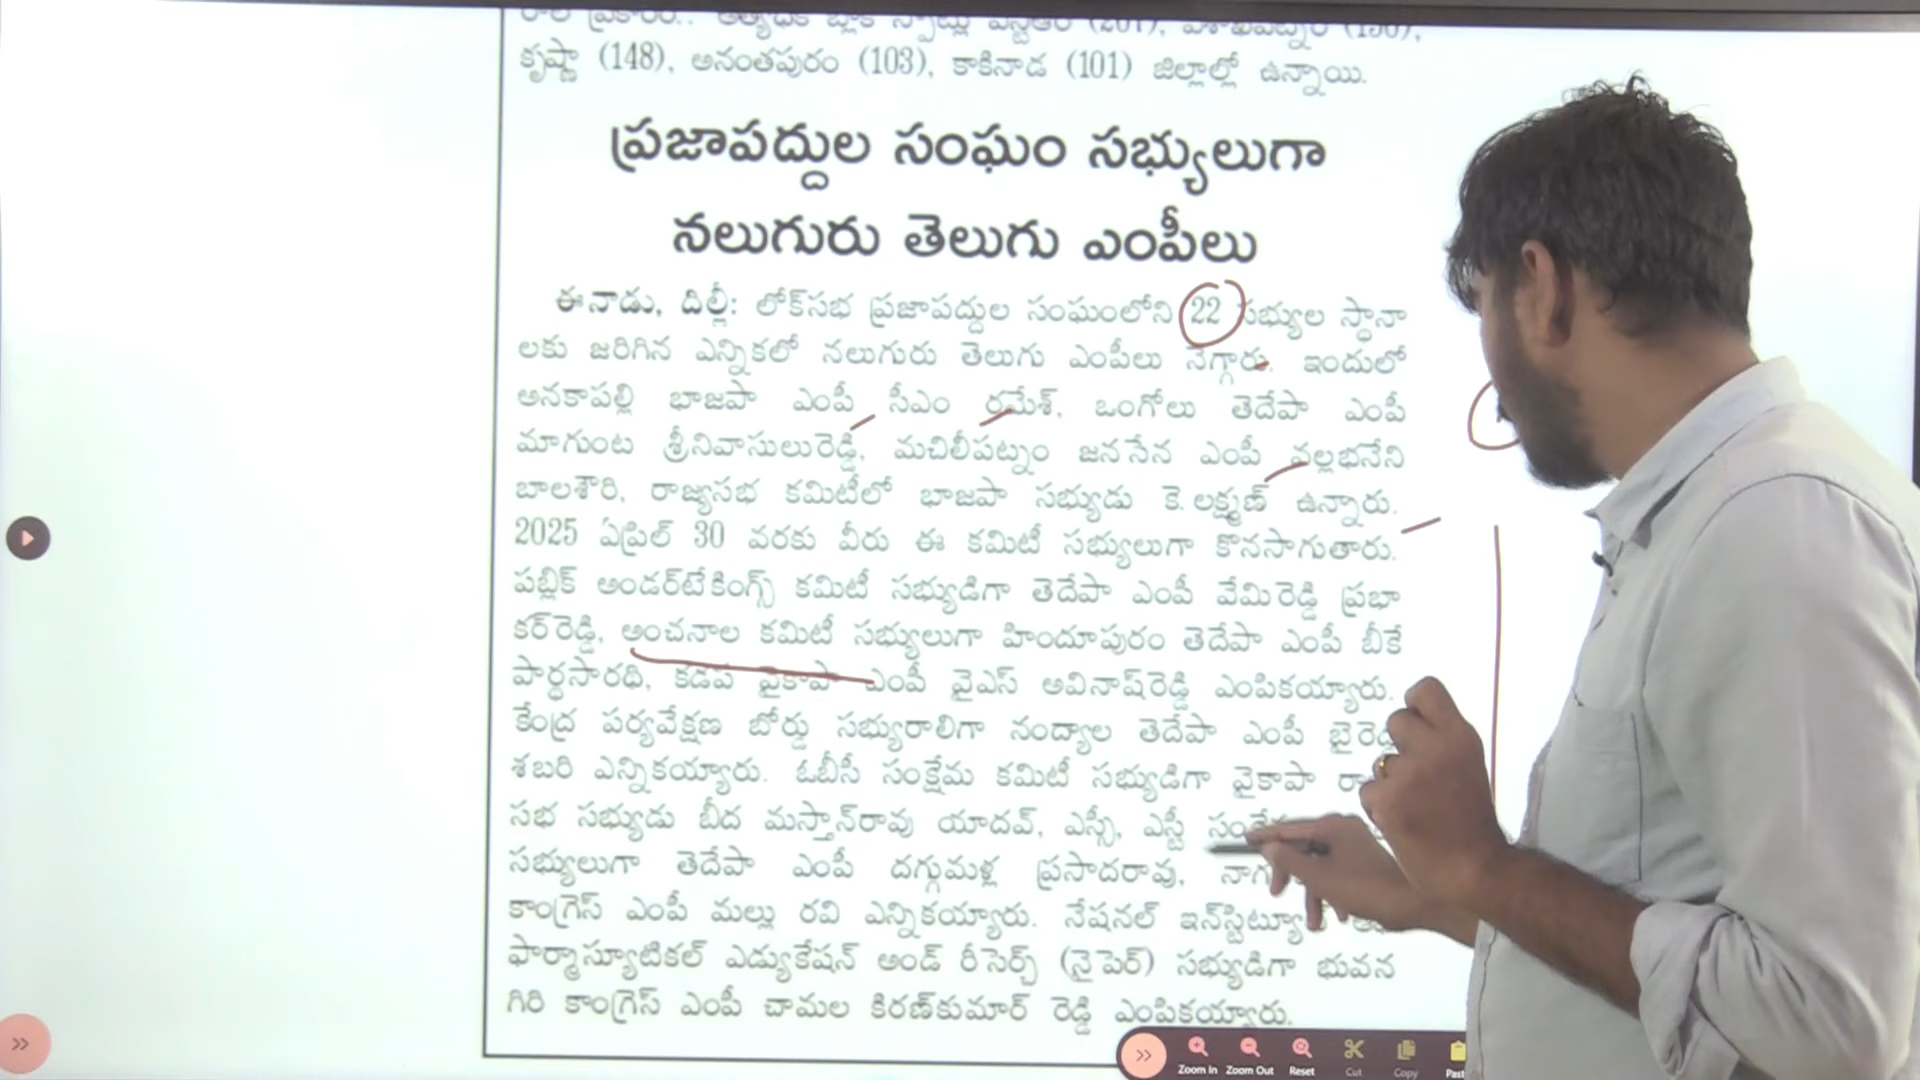 కృష్ణా (148), అనంతపురం (103), కాకినాడ (101) జిల్లాల్లో ఉన్నాయి.
ప్రజాపద్దుల సంఘం సభ్యులుగా
నలుగురు తెలుగు ఎంపీలు
ఈనాడు, దిల్లీ: లోక్‌సభ ప్రజాపద్దుల సంఘంలోని 22 సభ్యుల స్థానా
లకు జరిగిన ఎన్నికలో నలుగురు తెలుగు ఎంపీలు నెగ్గారు. ఇందులో
అనకాపల్లి భాజపా ఎంపీ సీఎం రమేశ్, ఒంగోలు తెదేపా ఎంపీ
మాగుంట శ్రీనివాసులురెడ్డి, మచిలీపట్నం జనసేన ఎంపీ వల్లభనేని
బాలశౌరి, రాజ్యసభ కమిటీలో భాజపా సభ్యుడు కె.లక్ష్మణ్ ఉన్నారు.
2025 ఏప్రిల్ 30 వరకు వీరు ఈ కమిటీ సభ్యులుగా కొనసాగుతారు.
పబ్లిక్ అండర్‌టేకింగ్స్ కమిటీ సభ్యుడిగా తెదేపా ఎంపీ వేమిరెడ్డి ప్రభా
కర్‌రెడ్డి, అంచనాల కమిటీ సభ్యులుగా హిందూపురం తెదేపా ఎంపీ బీకే
పార్థసారథి, కడప వైకాపా ఎంపీ వైఎస్ అవినాష్‌రెడ్డి ఎంపికయ్యారు.
కేంద్ర పర్యవేక్షణ బోర్డు సభ్యురాలిగా నంద్యాల తెదేపా ఎంపీ బైరెడ్డి
శబరి ఎన్నికయ్యారు. ఓబీసీ సంక్షేమ కమిటీ సభ్యుడిగా వైకాపా
సభ సభ్యుడు బీద మస్తాన్‌రావు యాదవ్, ఎస్సీ, ఎస్టీ
సభ్యులుగా తెదేపా ఎంపీ దగ్గుమళ్ల ప్రసాదరావు,
కాంగ్రెస్ ఎంపీ మల్లు రవి ఎన్నికయ్యారు. నేషనల్
ఫార్మాస్యూటికల్ ఎడ్యుకేషన్ అండ్ రీసెర్చ్ (నైపెర్) సభ్యుడిగా భువన
గిరి కాంగ్రెస్ ఎంపీ చామల కిరణ్‌కుమార్ రెడ్డి ఎంపికయ్యారు.
Zoom In Zoom Out Reset Cut Copy